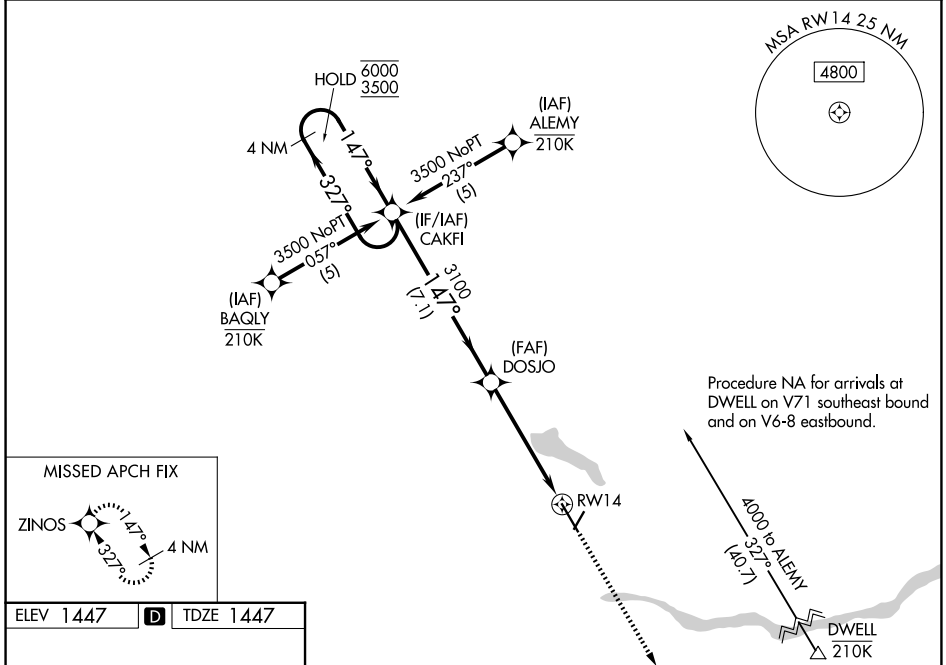 MSA RW14 25 NM
4800
HOLD 6000
3500
4 NM
147°
327°
(IAF)
ALEMY
210K
3500 NoPT
237°
(5)
(IF/IAF)
CAKFI
3500 NoPT
057°
(5)
(IAF)
BAQLY
210K
3100
147°
(7.1)
(FAF)
DOSJO
Procedure NA for arrivals at
DWELL on V71 southeast bound
and on V6-8 eastbound.
RW14
4000 to ALEMY
327°
(40.7)
DWELL
210K
MISSED APCH FIX
ZINOS
147°
327°
4 NM
ELEV 1447 D TDZE 1447